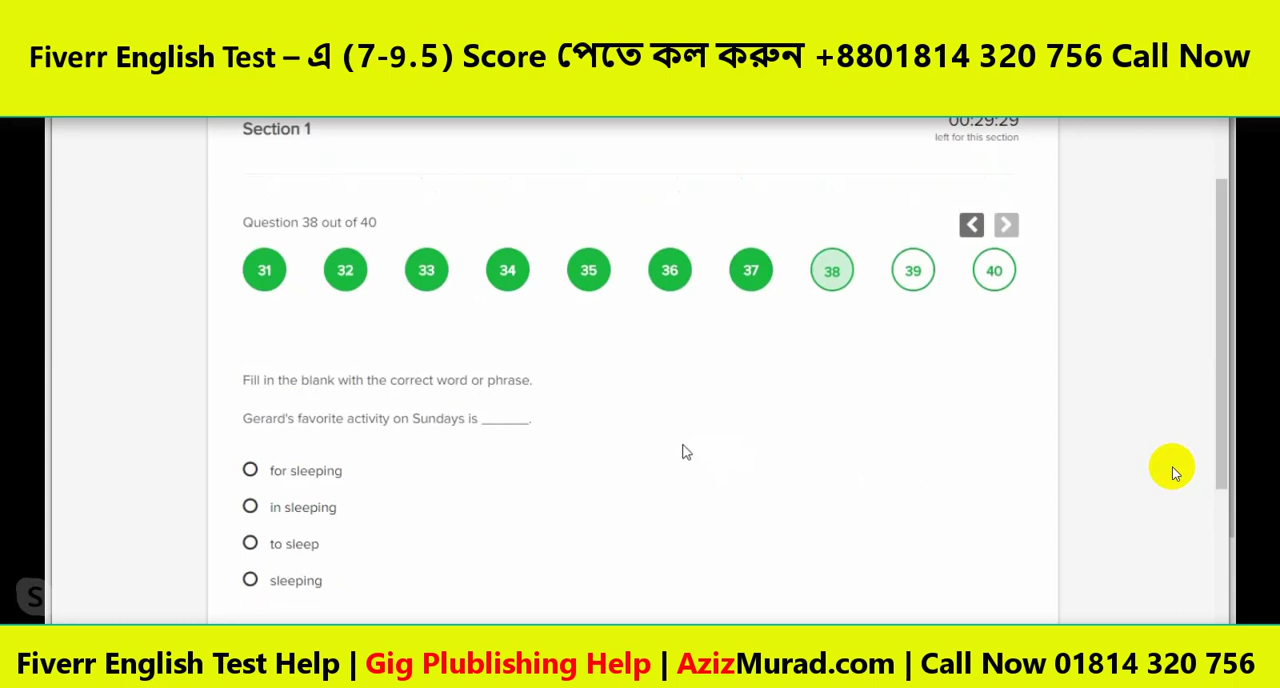 Fiverr English Test – এ (7-9.5) Score পেতে কল করুন +8801814 320 756 Call Now
Section 1
00:29:29
left for this section
Question 38 out of 40
31 32 33 34 35 36 37 38 39 40
Fill in the blank with the correct word or phrase.
Gerard's favorite activity on Sundays is ______.
for sleeping
in sleeping
to sleep
sleeping
S
Fiverr English Test Help | Gig Plublishing Help | AzizMurad.com | Call Now 01814 320 756